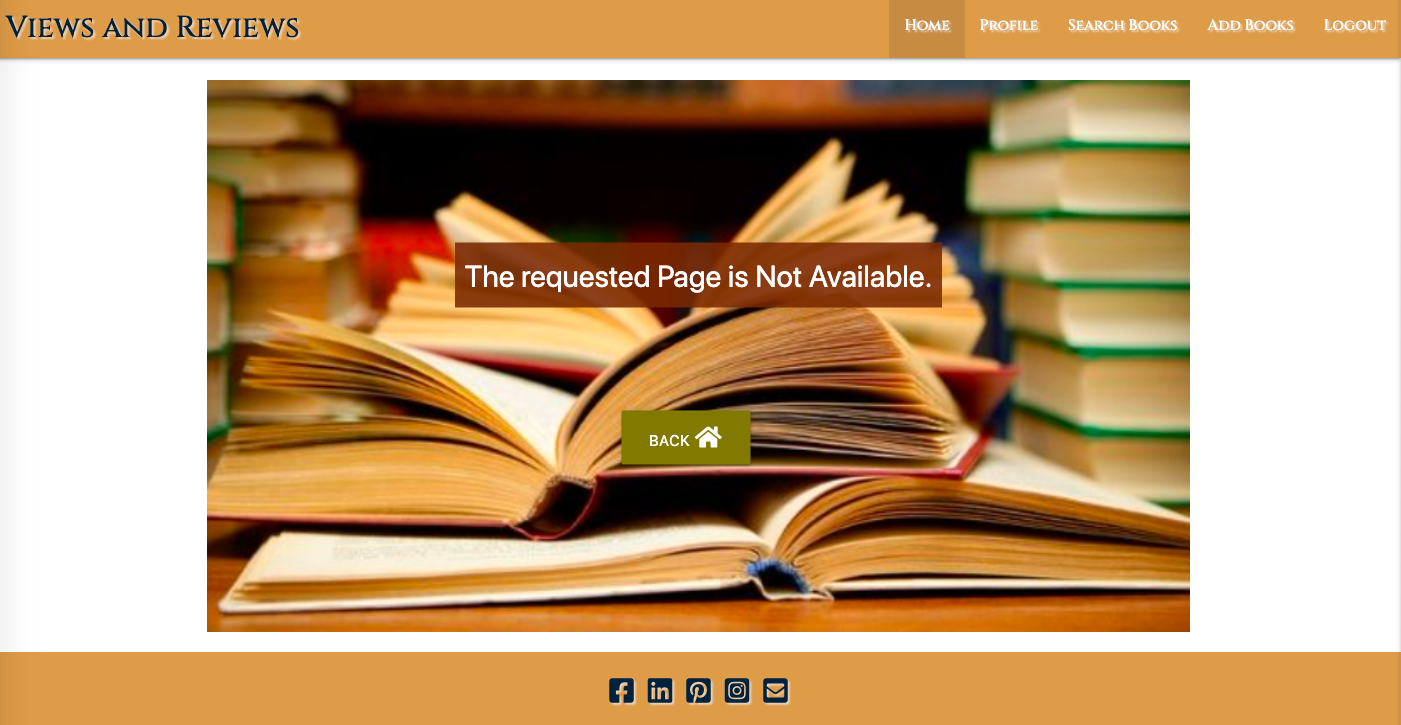 Views and Reviews
Home Profile Search Books Add Books Logout
The requested Page is Not Available.
BACK